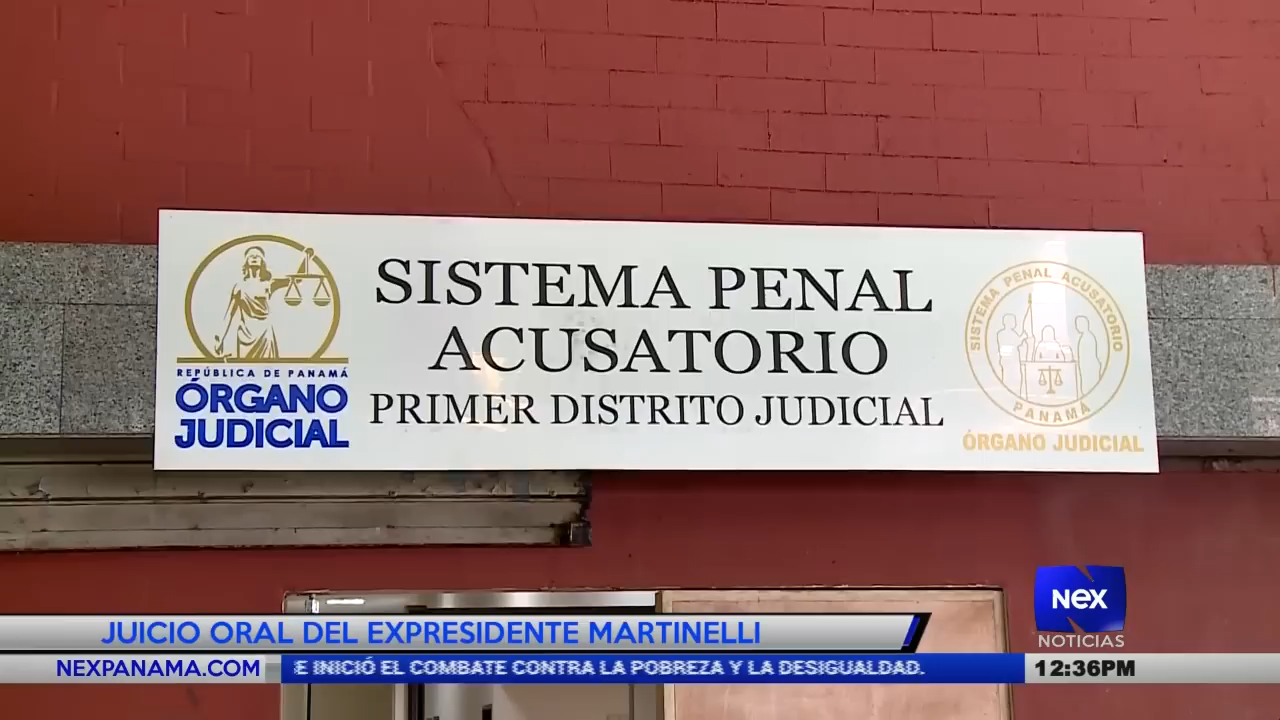 SISTEMA PENAL
ACUSATORIO
PRIMER DISTRITO JUDICIAL
REPÚBLICA DE PANAMÁ
ÓRGANO
JUDICIAL
SISTEMA PENAL ACUSATORIO
PANAMÁ
ÓRGANO JUDICIAL
JUICIO ORAL DEL EXPRESIDENTE MARTINELLI
NEX
NOTICIAS
NEXPANAMA.COM
E INICIÓ EL COMBATE CONTRA LA POBREZA Y LA DESIGUALDAD.
12:36PM